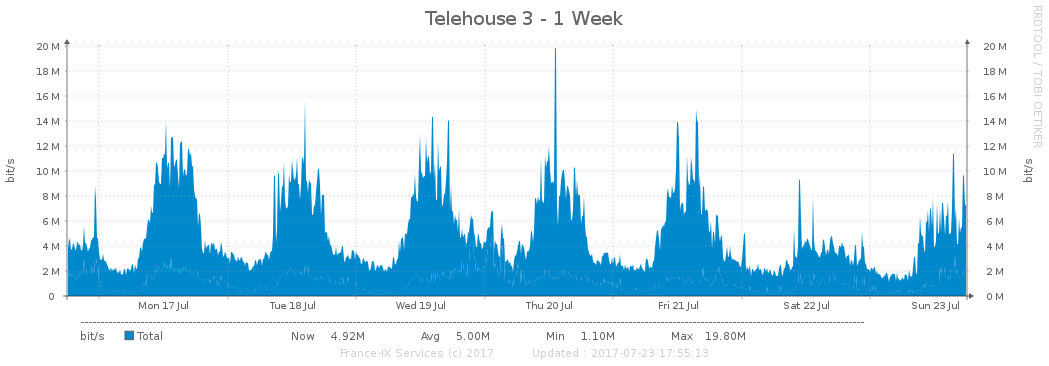 Telehouse 3 - 1 Week
RRDTOOL / TOBI OETIKER
bit/s
20 M 20 M
18 M 18 M
16 M 16 M
14 M 14 M
12 M 12 M
10 M 10 M
8 M 8 M
6 M 6 M
4 M 4 M
2 M 2 M
0 0 M
bit/s
Mon 17 Jul Tue 18 Jul Wed 19 Jul Thu 20 Jul Fri 21 Jul Sat 22 Jul Sun 23 Jul
bit/s Total Now 4.92M Avg 5.00M Min 1.10M Max 19.80M
France-IX Services (c) 2017 Updated : 2017-07-23 17:55:13